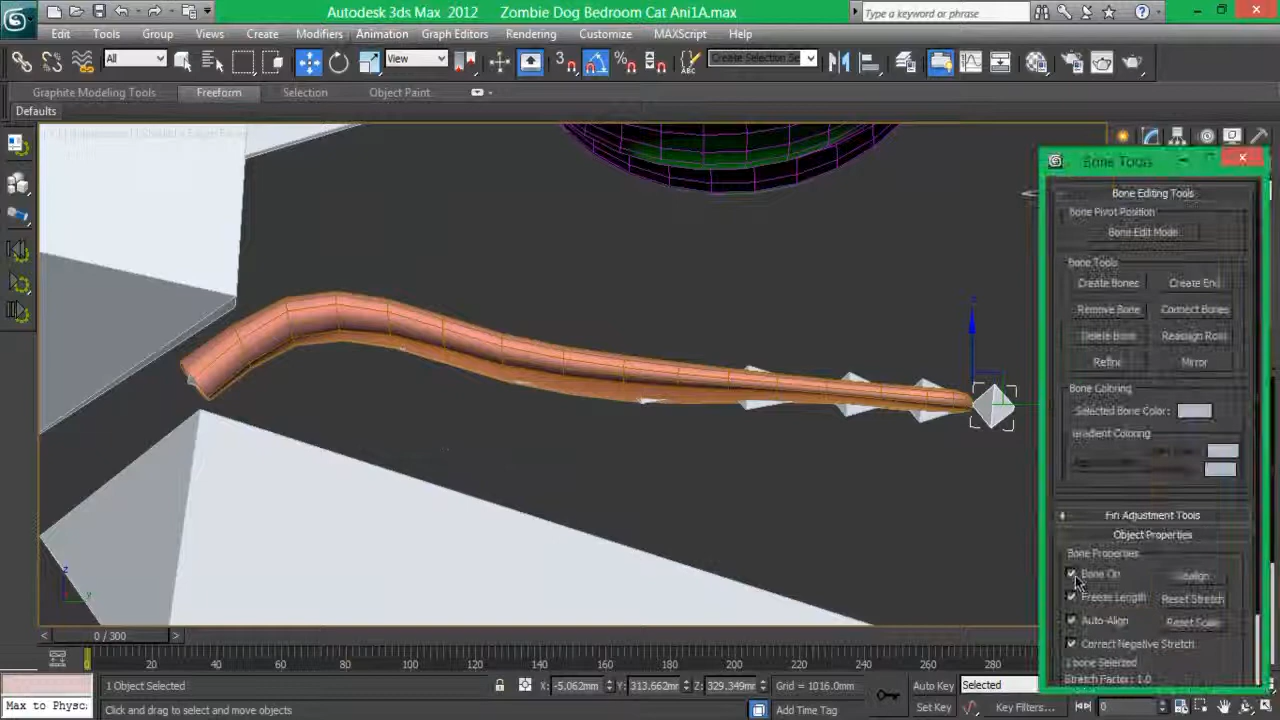 Autodesk 3ds Max 2012 Zombie Dog Bedroom Cat Ani1A.max
Type a keyword or phrase
Edit Tools Group Views Create Modifiers Animation Graph Editors Rendering Customize MAXScript Help
All View Create Selection Se
Graphite Modeling Tools Freeform Selection Object Paint
Defaults
Bone Tools
Bone Editing Tools
Bone Pivot Position
Bone Edit Mode
Bone Tools
Create Bones Create End
Remove Bone Connect Bones
Delete Bone Reassign Root
Refine Mirror
Bone Coloring
Selected Bone Color:
Gradient Coloring
Fin Adjustment Tools
Object Properties
Bone Properties
Bone On Realign
Freeze Length Reset Stretch
Auto-Align Reset Scale
Correct Negative Stretch
1 bone Selected
Stretch Factor: 1.0
z
z
y
< 0 / 300 >
0 20 40 60 80 100 120 140 160 180 200 220 240 260 280
1 Object Selected X: -5.062mm Y: 313.662mm Z: 329.349mm Grid = 1016.0mm Auto Key Selected
Max to Physc Click and drag to select and move objects Add Time Tag Set Key Key Filters... 0